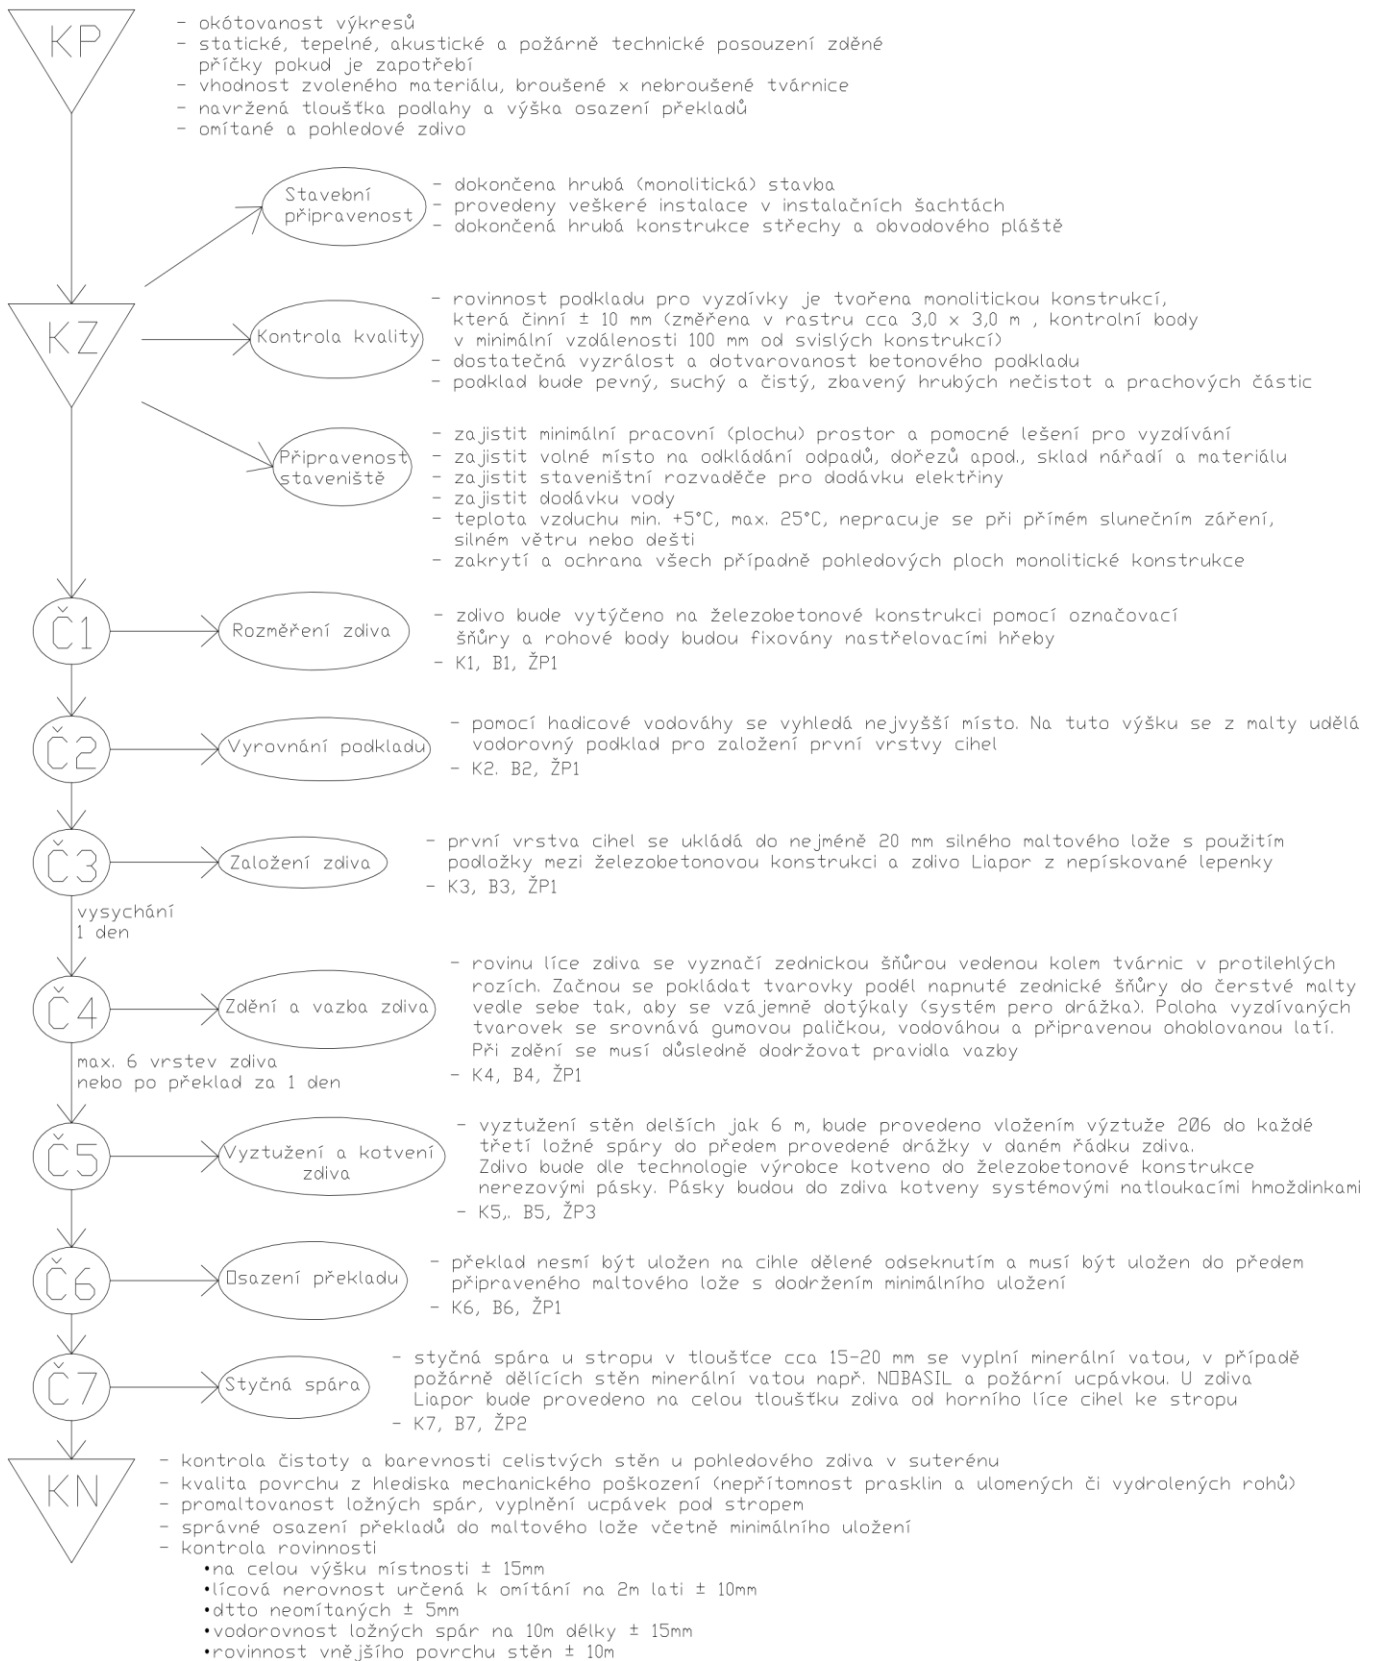 KP
- okótovanost výkresů
- statické, tepelné, akustické a požárně technické posouzení zděné
příčky pokud je zapotřebí
- vhodnost zvoleného materiálu, broušené x nebroušené tvárnice
- navržená tloušťka podlahy a výška osazení překladů
- omítané a pohledové zdivo
Stavební
připravenost
- dokončena hrubá (monolitická) stavba
- provedeny veškeré instalace v instalačních šachtách
- dokončená hrubá konstrukce střechy a obvodového pláště
KZ
Kontrola kvality
- rovinnost podkladu pro vyzdívky je tvořena monolitickou konstrukcí,
která činní ± 10 mm (změřena v rastru cca 3,0 x 3,0 m , kontrolní body
v minimální vzdálenosti 100 mm od svislých konstrukcí)
- dostatečná vyzrálost a dotvarovanost betonového podkladu
- podklad bude pevný, suchý a čistý, zbavený hrubých nečistot a prachových částic
Připravenost
staveniště
- zajistit minimální pracovní (plochu) prostor a pomocné lešení pro vyzdívání
- zajistit volné místo na odkládání odpadů, dořezů apod., sklad nářadí a materiálu
- zajistit staveništní rozvaděče pro dodávku elektřiny
- zajistit dodávku vody
- teplota vzduchu min. +5°C, max. 25°C, nepracuje se při přímém slunečním záření,
silném větru nebo dešti
- zakrytí a ochrana všech případně pohledových ploch monolitické konstrukce
Č1
Rozměření zdiva
- zdivo bude vytýčeno na železobetonové konstrukci pomocí označovací
šňůry a rohové body budou fixovány nastřelovacími hřeby
- K1, B1, ŽP1
Č2
Vyrovnání podkladu
- pomocí hadicové vodováhy se vyhledá nejvyšší místo. Na tuto výšku se z malty udělá
vodorovný podklad pro založení první vrstvy cihel
- K2. B2, ŽP1
Č3
Založení zdiva
- první vrstva cihel se ukládá do nejméně 20 mm silného maltového lože s použitím
podložky mezi železobetonovou konstrukci a zdivo Liapor z nepískované lepenky
- K3, B3, ŽP1
vysychání
1 den
Č4
Zdění a vazba zdiva
- rovinu líce zdiva se vyznačí zednickou šňůrou vedenou kolem tvárnic v protilehlých
rozích. Začnou se pokládat tvarovky podél napnuté zednické šňůry do čerstvé malty
vedle sebe tak, aby se vzájemně dotýkaly (systém pero drážka). Poloha vyzdívaných
tvarovek se srovnává gumovou paličkou, vodováhou a připravenou ohoblovanou latí.
Při zdění se musí důsledně dodržovat pravidla vazby
- K4, B4, ŽP1
max. 6 vrstev zdiva
nebo po překlad za 1 den
Č5
Vyztužení a kotvení
zdiva
- vyztužení stěn delších jak 6 m, bude provedeno vložením výztuže 2Ø6 do každé
třetí ložné spáry do předem provedené drážky v daném řádku zdiva.
Zdivo bude dle technologie výrobce kotveno do železobetonové konstrukce
nerezovými pásky. Pásky budou do zdiva kotveny systémovými natloukacími hmoždinkami
- K5,. B5, ŽP3
Č6
Osazení překladu
- překlad nesmí být uložen na cihle dělené odseknutím a musí být uložen do předem
připraveného maltového lože s dodržením minimálního uložení
- K6, B6, ŽP1
Č7
Styčná spára
- styčná spára u stropu v tloušťce cca 15-20 mm se vyplní minerální vatou, v případě
požárně dělících stěn minerální vatou např. NOBASIL a požární ucpávkou. U zdiva
Liapor bude provedeno na celou tloušťku zdiva od horního líce cihel ke stropu
- K7, B7, ŽP2
KN
- kontrola čistoty a barevnosti celistvých stěn u pohledového zdiva v suterénu
- kvalita povrchu z hlediska mechanického poškození (nepřítomnost prasklin a ulomených či vydrolených rohů)
- promaltovanost ložných spár, vyplnění ucpávek pod stropem
- správné osazení překladů do maltového lože včetně minimálního uložení
- kontrola rovinnosti
•na celou výšku místnosti ± 15mm
•lícová nerovnost určená k omítání na 2m lati ± 10mm
•dtto neomítaných ± 5mm
•vodorovnost ložných spár na 10m délky ± 15mm
•rovinnost vnějšího povrchu stěn ± 10m